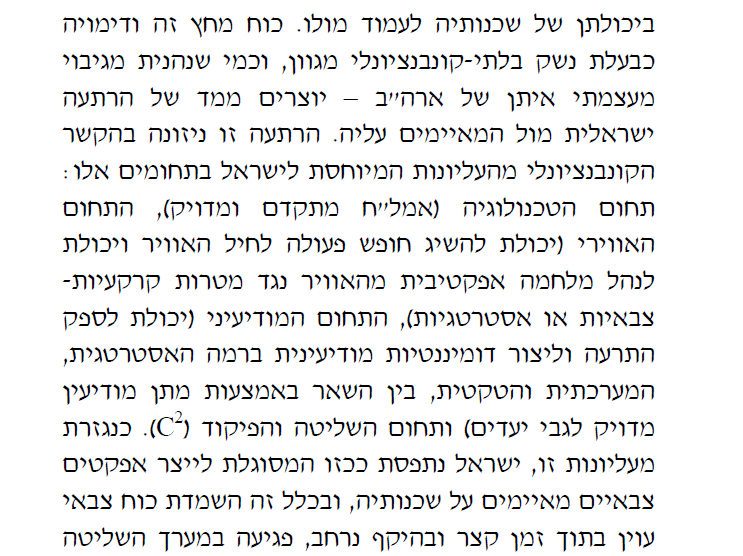 ביכולתן של שכנותיה לעמוד מולו. כוח מחץ זה ודימויה
כבעלת נשק בלתי-קונבנציונלי מגוון, וכמי שנהנית מגיבוי
מעצמתי איתן של ארה״ב – יוצרים ממד של הרתעה
ישראלית מול המאיימים עליה. הרתעה זו ניזונה בהקשר
הקונבנציונלי מהעליונות המיוחסת לישראל בתחומים אלו:
תחום הטכנולוגיה (אמל״ח מתקדם ומדויק), התחום
האווירי (יכולת להשיג חופש פעולה לחיל האוויר ויכולת
לנהל מלחמה אפקטיבית מהאוויר נגד מטרות קרקעיות-
צבאיות או אסטרטגיות), התחום המודיעיני (יכולת לספק
התרעה וליצור דומיננטיות מודיעינית ברמה האסטרטגית,
המערכתית והטקטית, בין השאר באמצעות מתן מודיעין
מדויק לגבי יעדים) ותחום השליטה והפיקוד (C²). כנגזרת
מעליונות זו, ישראל נתפסת ככזו המסוגלת לייצר אפקטים
צבאיים מאיימים על שכנותיה, ובכלל זה השמדת כוח צבאי
עוין בתוך זמן קצר ובהיקף נרחב, פגיעה במערך השליטה